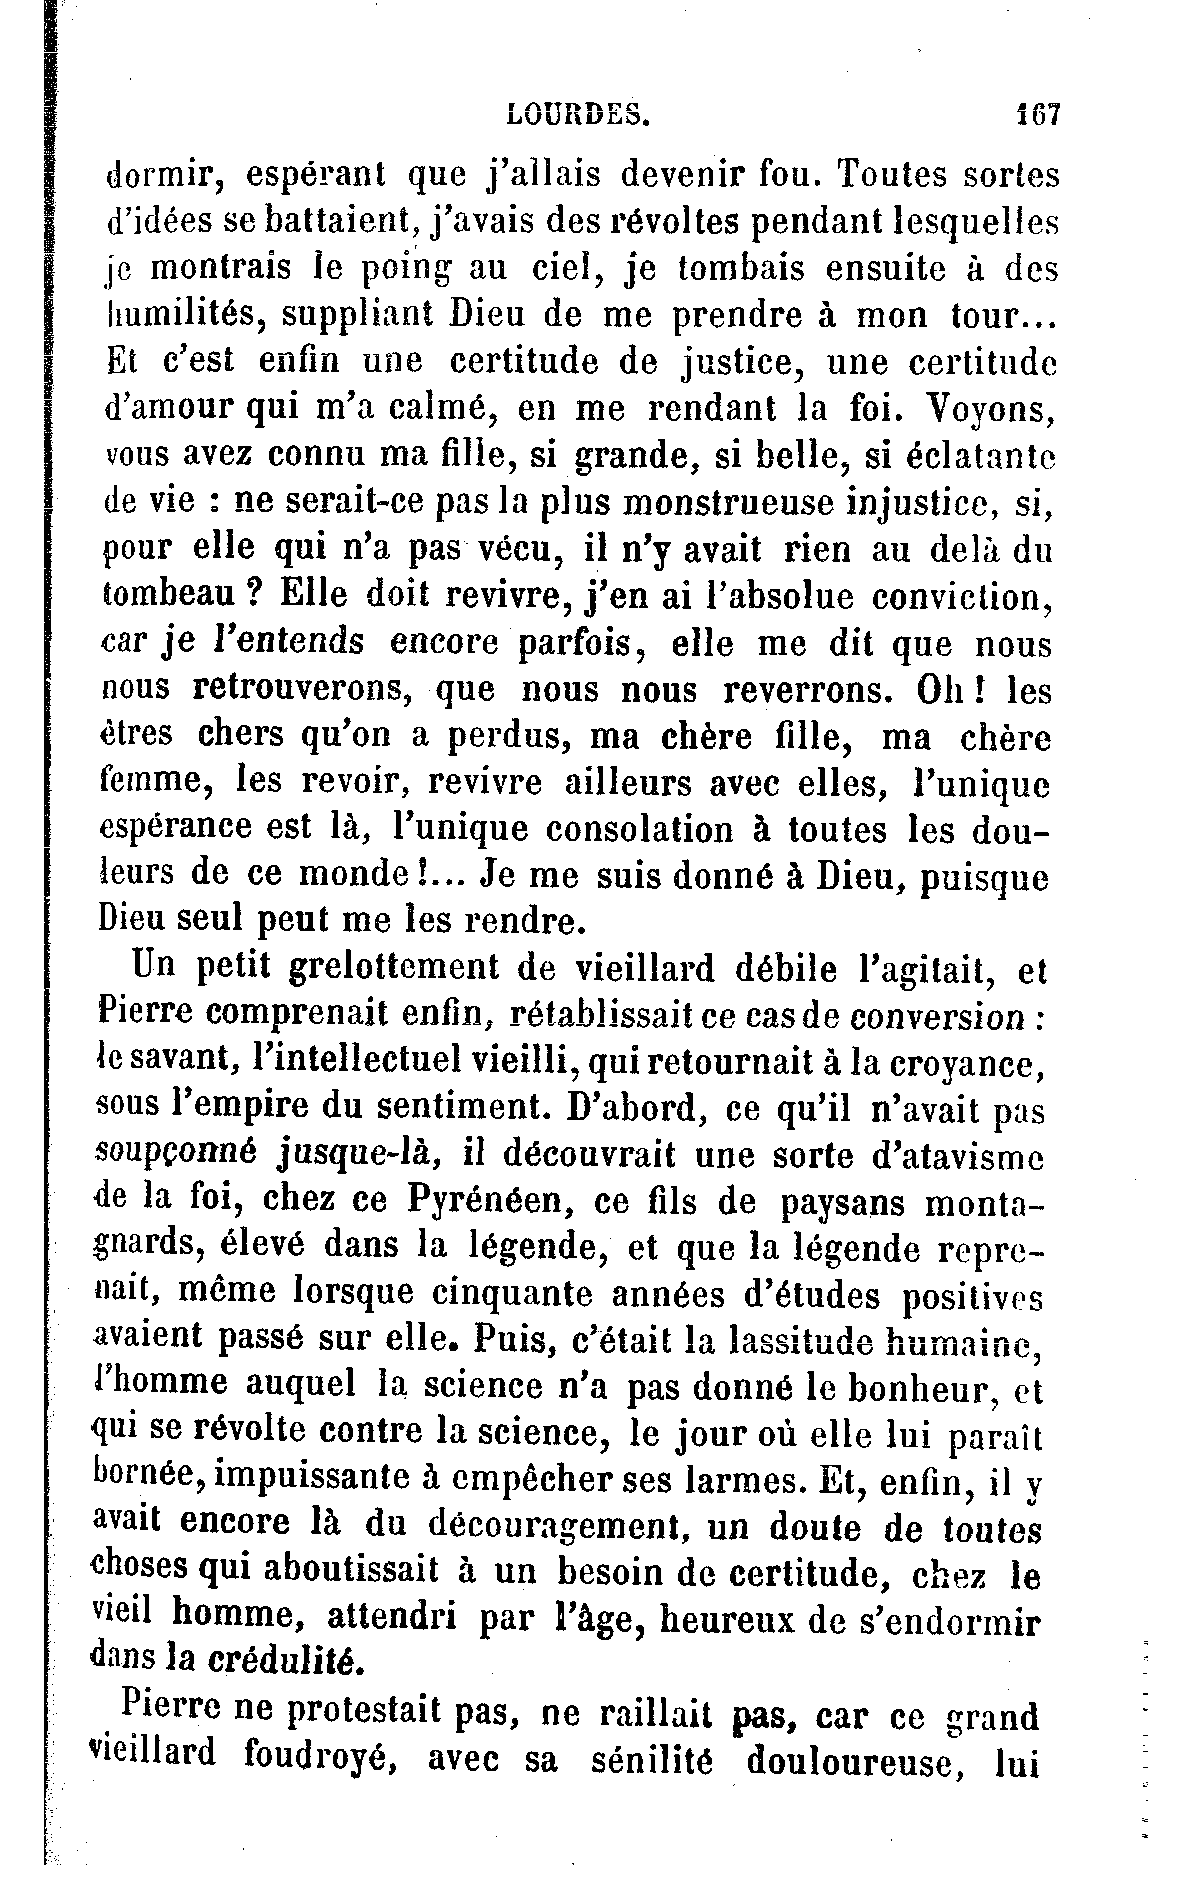 LOURDES. 167
dormir, espérant que j'allais devenir fou. Toutes sortes
d'idées se battaient, j'avais des révoltes pendant lesquelles
je montrais le poing au ciel, je tombais ensuite à des
humilités, suppliant Dieu de me prendre à mon tour...
Et c'est enfin une certitude de justice, une certitude
d'amour qui m'a calmé, en me rendant la foi. Voyons,
vous avez connu ma fille, si grande, si belle, si éclatante
de vie : ne serait-ce pas la plus monstrueuse injustice, si,
pour elle qui n'a pas vécu, il n'y avait rien au delà du
tombeau ? Elle doit revivre, j'en ai l'absolue conviction,
car je l'entends encore parfois, elle me dit que nous
nous retrouverons, que nous nous reverrons. Oh ! les
êtres chers qu'on a perdus, ma chère fille, ma chère
femme, les revoir, revivre ailleurs avec elles, l'unique
espérance est là, l'unique consolation à toutes les dou-
leurs de ce monde !... Je me suis donné à Dieu, puisque
Dieu seul peut me les rendre.
Un petit grelottement de vieillard débile l'agitait, et
Pierre comprenait enfin, rétablissait ce cas de conversion :
le savant, l'intellectuel vieilli, qui retournait à la croyance,
sous l'empire du sentiment. D'abord, ce qu'il n'avait pas
soupçonné jusque-là, il découvrait une sorte d'atavisme
de la foi, chez ce Pyrénéen, ce fils de paysans monta-
gnards, élevé dans la légende, et que la légende repre-
nait, même lorsque cinquante années d'études positives
avaient passé sur elle. Puis, c'était la lassitude humaine,
l'homme auquel la science n'a pas donné le bonheur, et
qui se révolte contre la science, le jour où elle lui paraît
bornée, impuissante à empêcher ses larmes. Et, enfin, il y
avait encore là du découragement, un doute de toutes
choses qui aboutissait à un besoin de certitude, chez le
vieil homme, attendri par l'âge, heureux de s'endormir
dans la crédulité.
Pierre ne protestait pas, ne raillait pas, car ce grand
vieillard foudroyé, avec sa sénilité douloureuse, lui